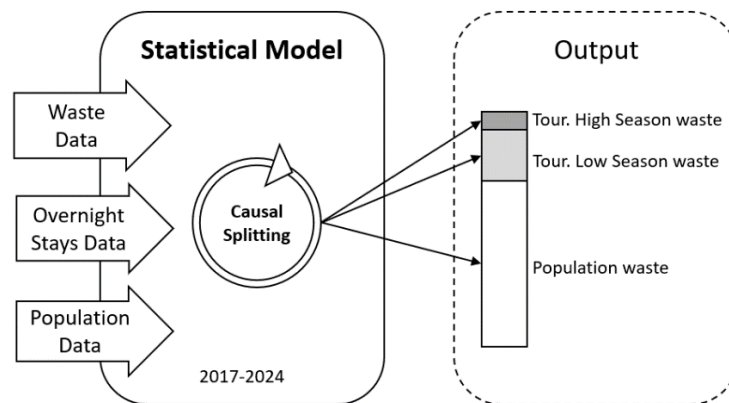 Statistical Model
Waste
Data
Overnight
Stays Data
Population
Data
Causal
Splitting
2017-2024
Output
Tour. High Season waste
Tour. Low Season waste
Population waste